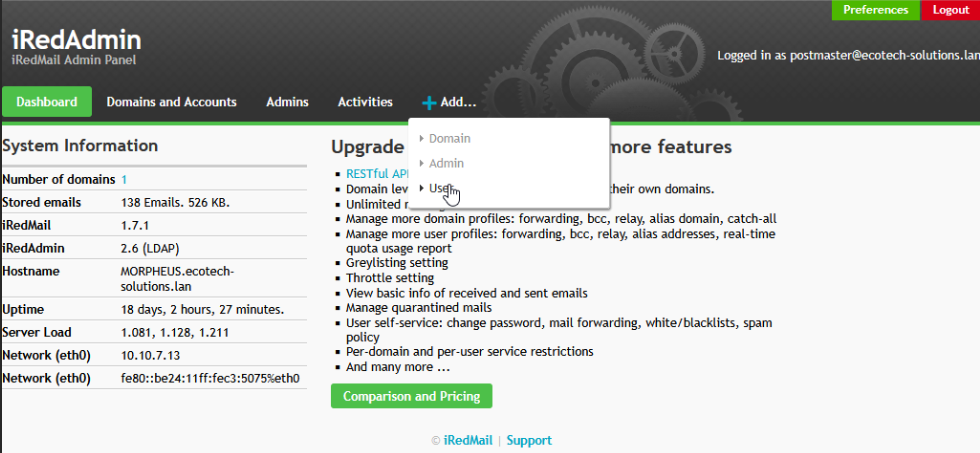 Preferences Logout
iRedAdmin
iRedMail Admin Panel
Logged in as postmaster@ecotech-solutions.lan
Dashboard Domains and Accounts Admins Activities Add...
Domain
Admin
User
System Information
Number of domains 1
Stored emails 138 Emails. 526 KB.
iRedMail 1.7.1
iRedAdmin 2.6 (LDAP)
Hostname MORPHEUS.ecotech-
solutions.lan
Uptime 18 days, 2 hours, 27 minutes.
Server Load 1.081, 1.128, 1.211
Network (eth0) 10.10.7.13
Network (eth0) fe80::be24:11ff:fec3:5075%eth0
Upgrade more features
RESTful API
Domain lev their own domains.
Unlimited
Manage more domain profiles: forwarding, bcc, relay, alias domain, catch-all
Manage more user profiles: forwarding, bcc, relay, alias addresses, real-time
quota usage report
Greylisting setting
Throttle setting
View basic info of received and sent emails
Manage quarantined mails
User self-service: change password, mail forwarding, white/blacklists, spam
policy
Per-domain and per-user service restrictions
And many more ...
Comparison and Pricing
© iRedMail | Support